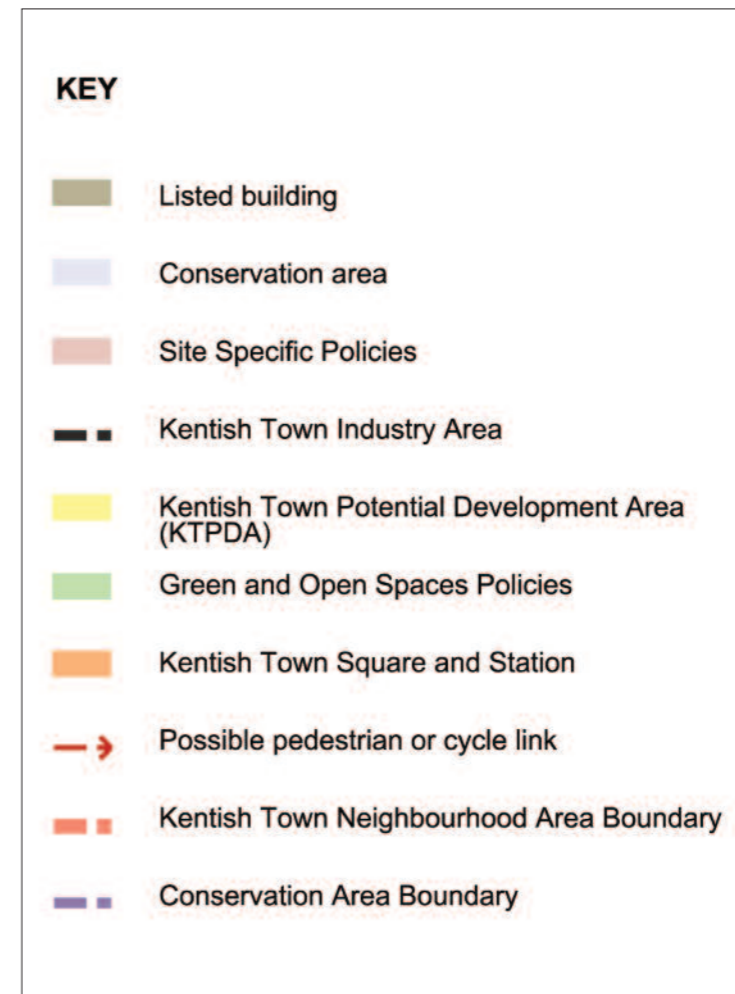 KEY
Listed building
Conservation area
Site Specific Policies
Kentish Town Industry Area
Kentish Town Potential Development Area
(KTPDA)
Green and Open Spaces Policies
Kentish Town Square and Station
Possible pedestrian or cycle link
Kentish Town Neighbourhood Area Boundary
Conservation Area Boundary